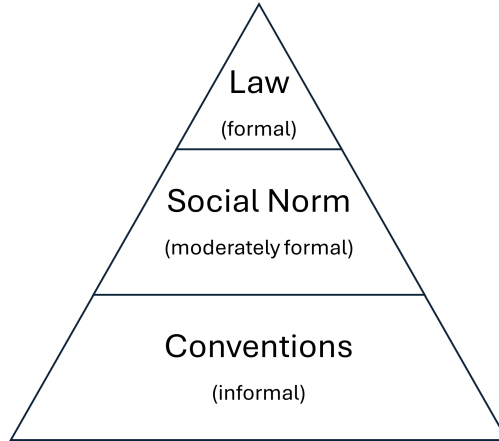 Law
(formal)
Social Norm
(moderately formal)
Conventions
(informal)